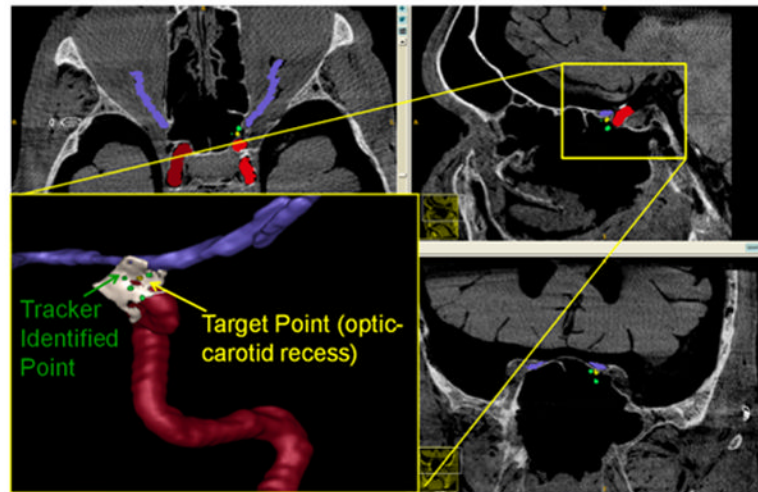 Tracker
Identified
Point
Target Point (optic-
carotid recess)